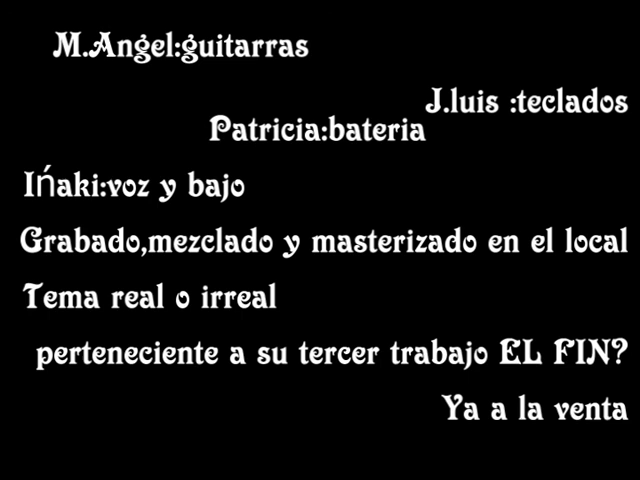 M.Angel:guitarras
J.luis :teclados
Patricia:bateria
Ińaki:voz y bajo
Grabado,mezclado y masterizado en el local
Tema real o irreal
perteneciente a su tercer trabajo EL FIN?
Ya a la venta